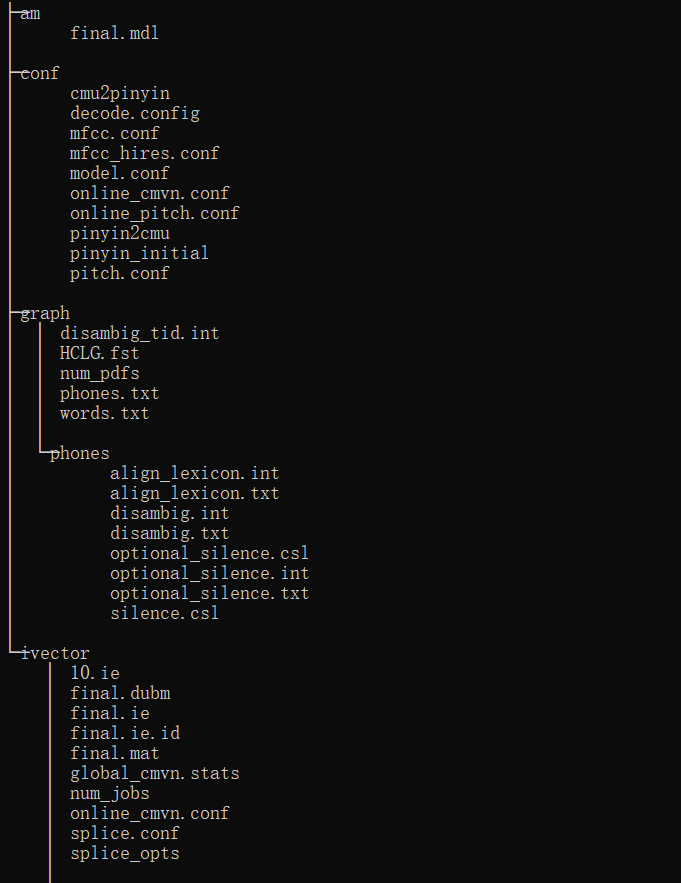 am
final.mdl
conf
cmu2pinyin
decode.config
mfcc.conf
mfcc_hires.conf
model.conf
online_cmvn.conf
online_pitch.conf
pinyin2cmu
pinyin_initial
pitch.conf
graph
disambig_tid.int
HCLG.fst
num_pdfs
phones.txt
words.txt
phones
align_lexicon.int
align_lexicon.txt
disambig.int
disambig.txt
optional_silence.csl
optional_silence.int
optional_silence.txt
silence.csl
ivector
10.ie
final.dubm
final.ie
final.ie.id
final.mat
global_cmvn.stats
num_jobs
online_cmvn.conf
splice.conf
splice_opts